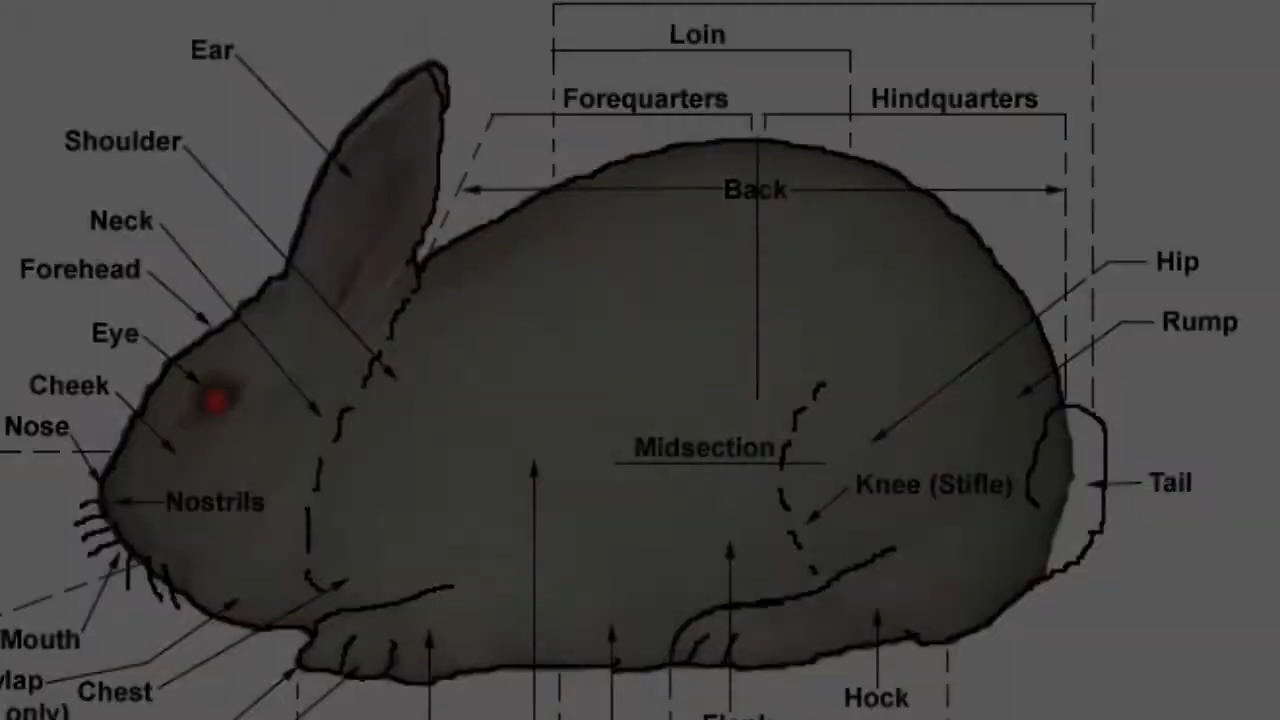 Loin
Ear
Forequarters
Hindquarters
Shoulder
Back
Neck
Hip
Forehead
Rump
Eye
Cheek
Nose
Midsection
Knee (Stifle)
Tail
Nostrils
Mouth
Chest
Hock
only)